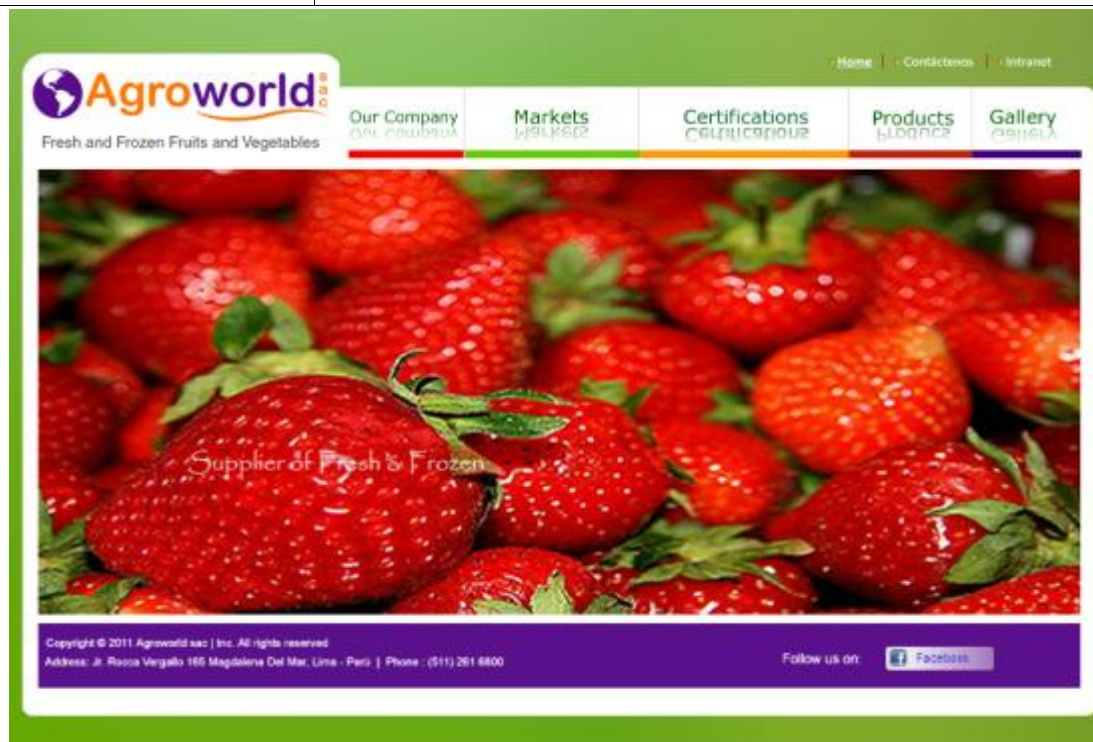 Home | Contáctenos | Intranet
Agroworld sac
Fresh and Frozen Fruits and Vegetables
Our Company Markets Certifications Products Gallery
Supplier of Fresh & Frozen
Copyright © 2011 Agroworld sac | Inc. All rights reserved
Address: Jr. Rocca Vergallo 165 Magdalena Del Mar, Lima - Perú | Phone : (511) 261 6800
Follow us on: Facebook